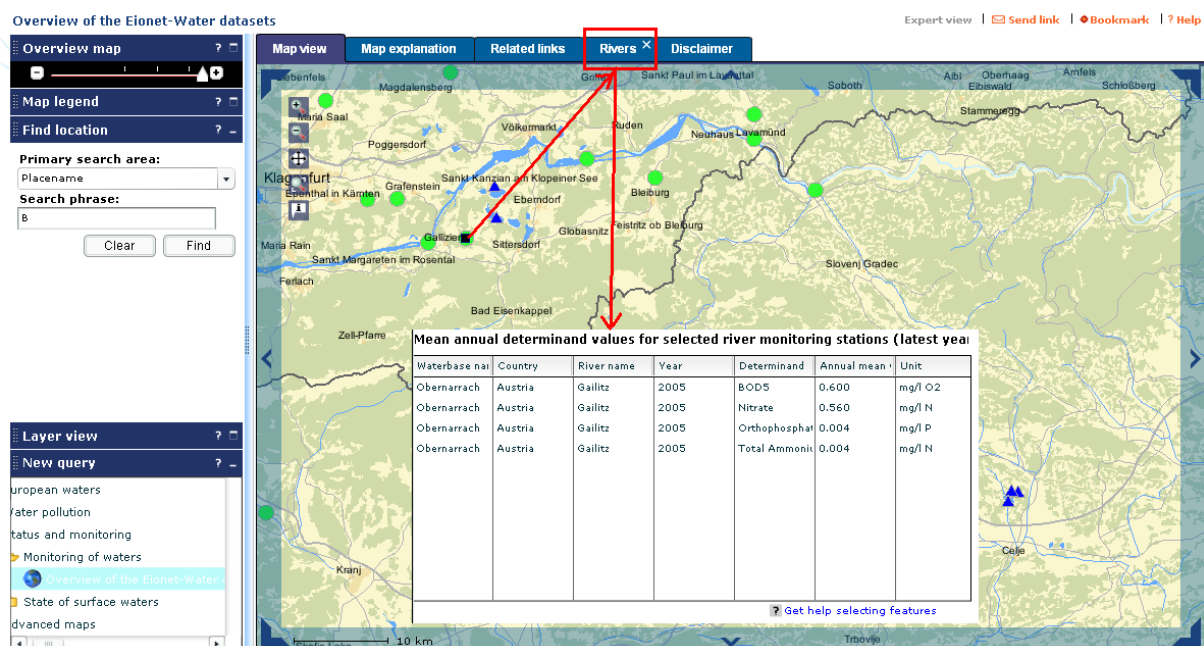 Overview of the Eionet-Water datasets
Expert view | Send link | Bookmark | ? Help
Overview map ?
Map legend ?
Find location ? -
Primary search area:
Placename
Search phrase:
B
Clear Find
Layer view ?
New query ? -
uropean waters
ater pollution
tatus and monitoring
Monitoring of waters
Overview of the Eionet-Water
State of surface waters
dvanced maps
Map view Map explanation Related links Rivers × Disclaimer
Magdalensberg
Sankt Paul im Lavanttal
Soboth
Aibl
Oberhaag
Eibiswald
Arnfels
Schloßberg
Maria Saal
Völkermarkt
Ruden
Neuhaus
Lavamünd
Stammeregg
Poggersdorf
Sankt Kanzian am Klopeiner See
Grafenstein
Ebenthal in Kärnten
Eberndorf
Bleiburg
Globasnitz
Feistritz ob Bleiburg
Maria Rain
Gallizien
Sittersdorf
Sankt Margareten im Rosental
Ferlach
Slovenj Gradec
Bad Eisenkappel
Zell-Pfarre
Mean annual determinand values for selected river monitoring stations (latest year
Waterbase nai Country River name Year Determinand Annual mean Unit
Obernarrach Austria Gailitz 2005 BOD5 0.600 mg/l O2
Obernarrach Austria Gailitz 2005 Nitrate 0.560 mg/l N
Obernarrach Austria Gailitz 2005 Orthophosphat 0.004 mg/l P
Obernarrach Austria Gailitz 2005 Total Ammoniu 0.004 mg/l N
? Get help selecting features
Celje
Kranj
10 km
Trbovlje